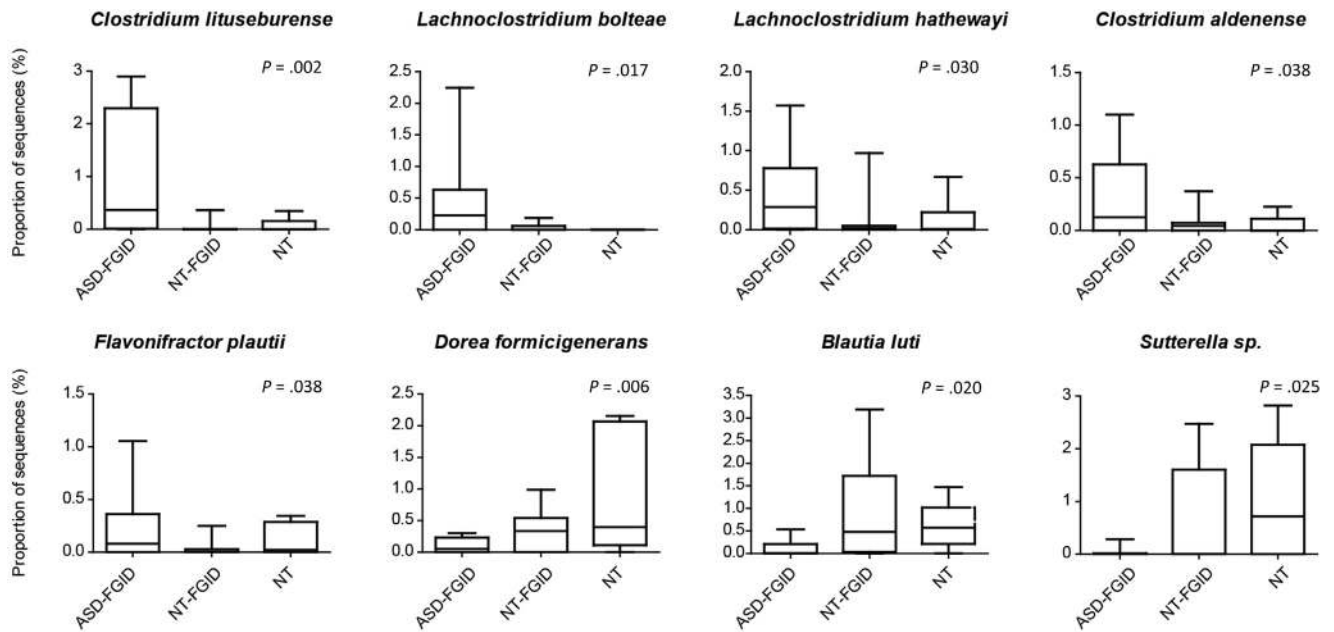 Clostridium lituseburense
Lachnoclostridium bolteae
Lachnoclostridium hathewayi
Clostridium aldenense
Proportion of sequences (%)
P = .002
3
2
1
0
ASD-FGID
NT-FGID
NT
P = .017
2.5
2.0
1.5
1.0
0.5
0.0
ASD-FGID
NT-FGID
NT
P = .030
2.0
1.5
1.0
0.5
0.0
ASD-FGID
NT-FGID
NT
P = .038
1.5
1.0
0.5
0.0
ASD-FGID
NT-FGID
NT
Flavonifractor plautii
Dorea formicigenerans
Blautia luti
Sutterella sp.
Proportion of sequences (%)
P = .038
1.5
1.0
0.5
0.0
ASD-FGID
NT-FGID
NT
P = .006
2.5
2.0
1.5
1.0
0.5
0.0
ASD-FGID
NT-FGID
NT
P = .020
3.5
3.0
2.5
2.0
1.5
1.0
0.5
0.0
ASD-FGID
NT-FGID
NT
P = .025
3
2
1
0
ASD-FGID
NT-FGID
NT